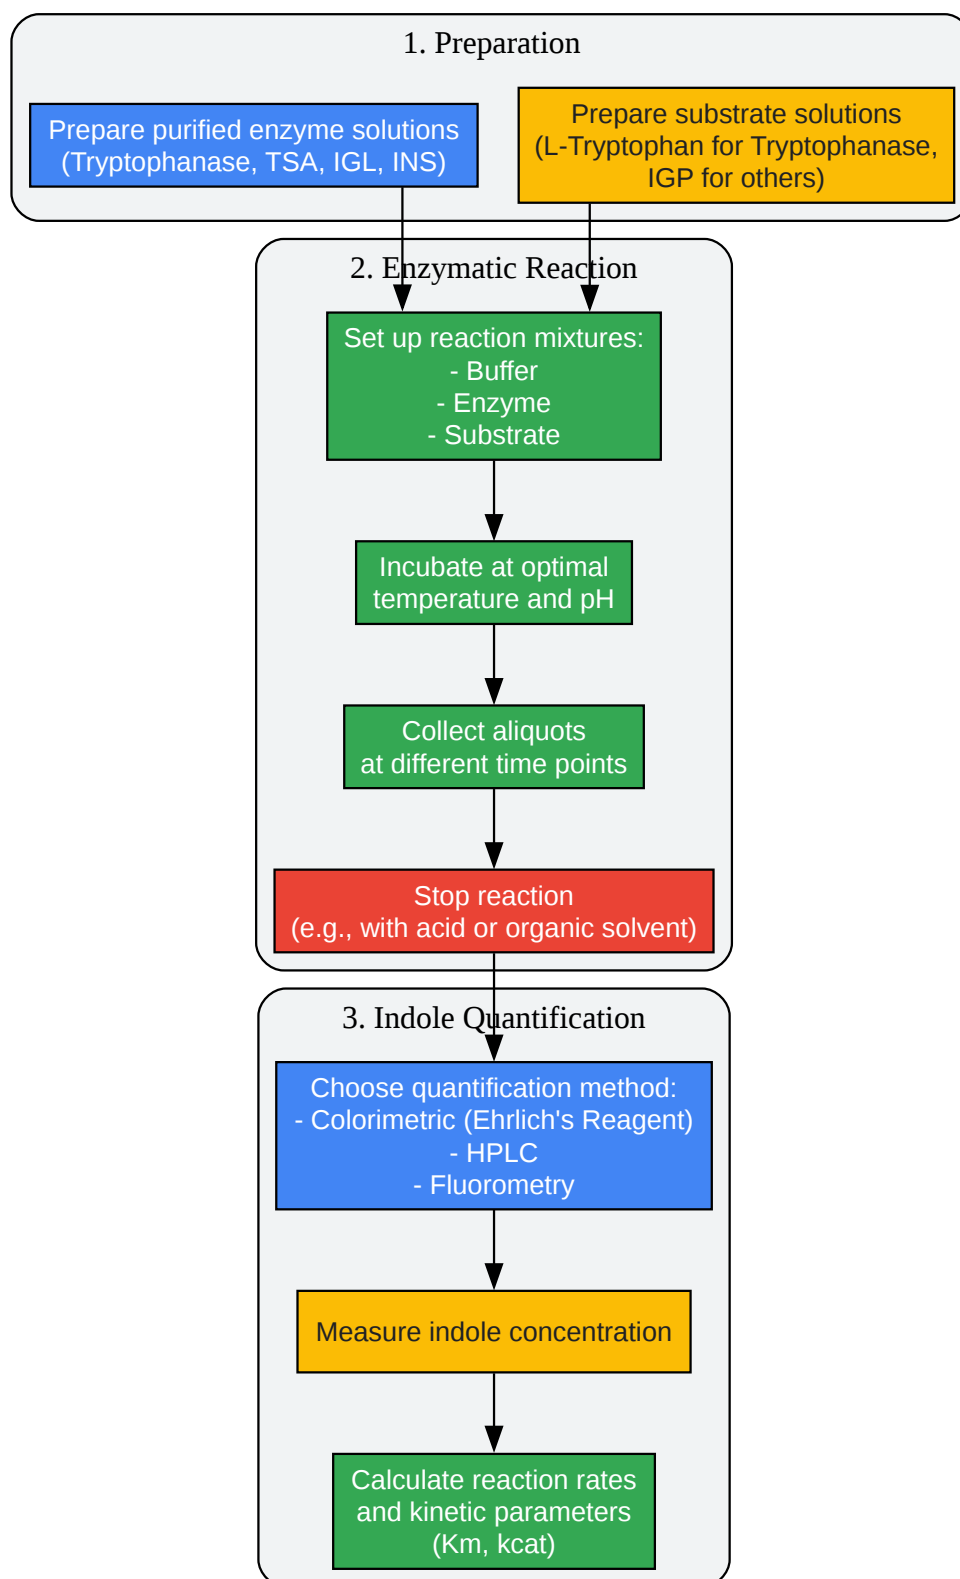 1. Preparation
Prepare purified enzyme solutions
(Tryptophanase, TSA, IGL, INS)
Prepare substrate solutions
(L-Tryptophan for Tryptophanase,
IGP for others)
2. Enzymatic Reaction
Set up reaction mixtures:
- Buffer
- Enzyme
- Substrate
Incubate at optimal
temperature and pH
Collect aliquots
at different time points
Stop reaction
(e.g., with acid or organic solvent)
3. Indole Quantification
Choose quantification method:
- Colorimetric (Ehrlich's Reagent)
- HPLC
- Fluorometry
Measure indole concentration
Calculate reaction rates
and kinetic parameters
(Km, kcat)